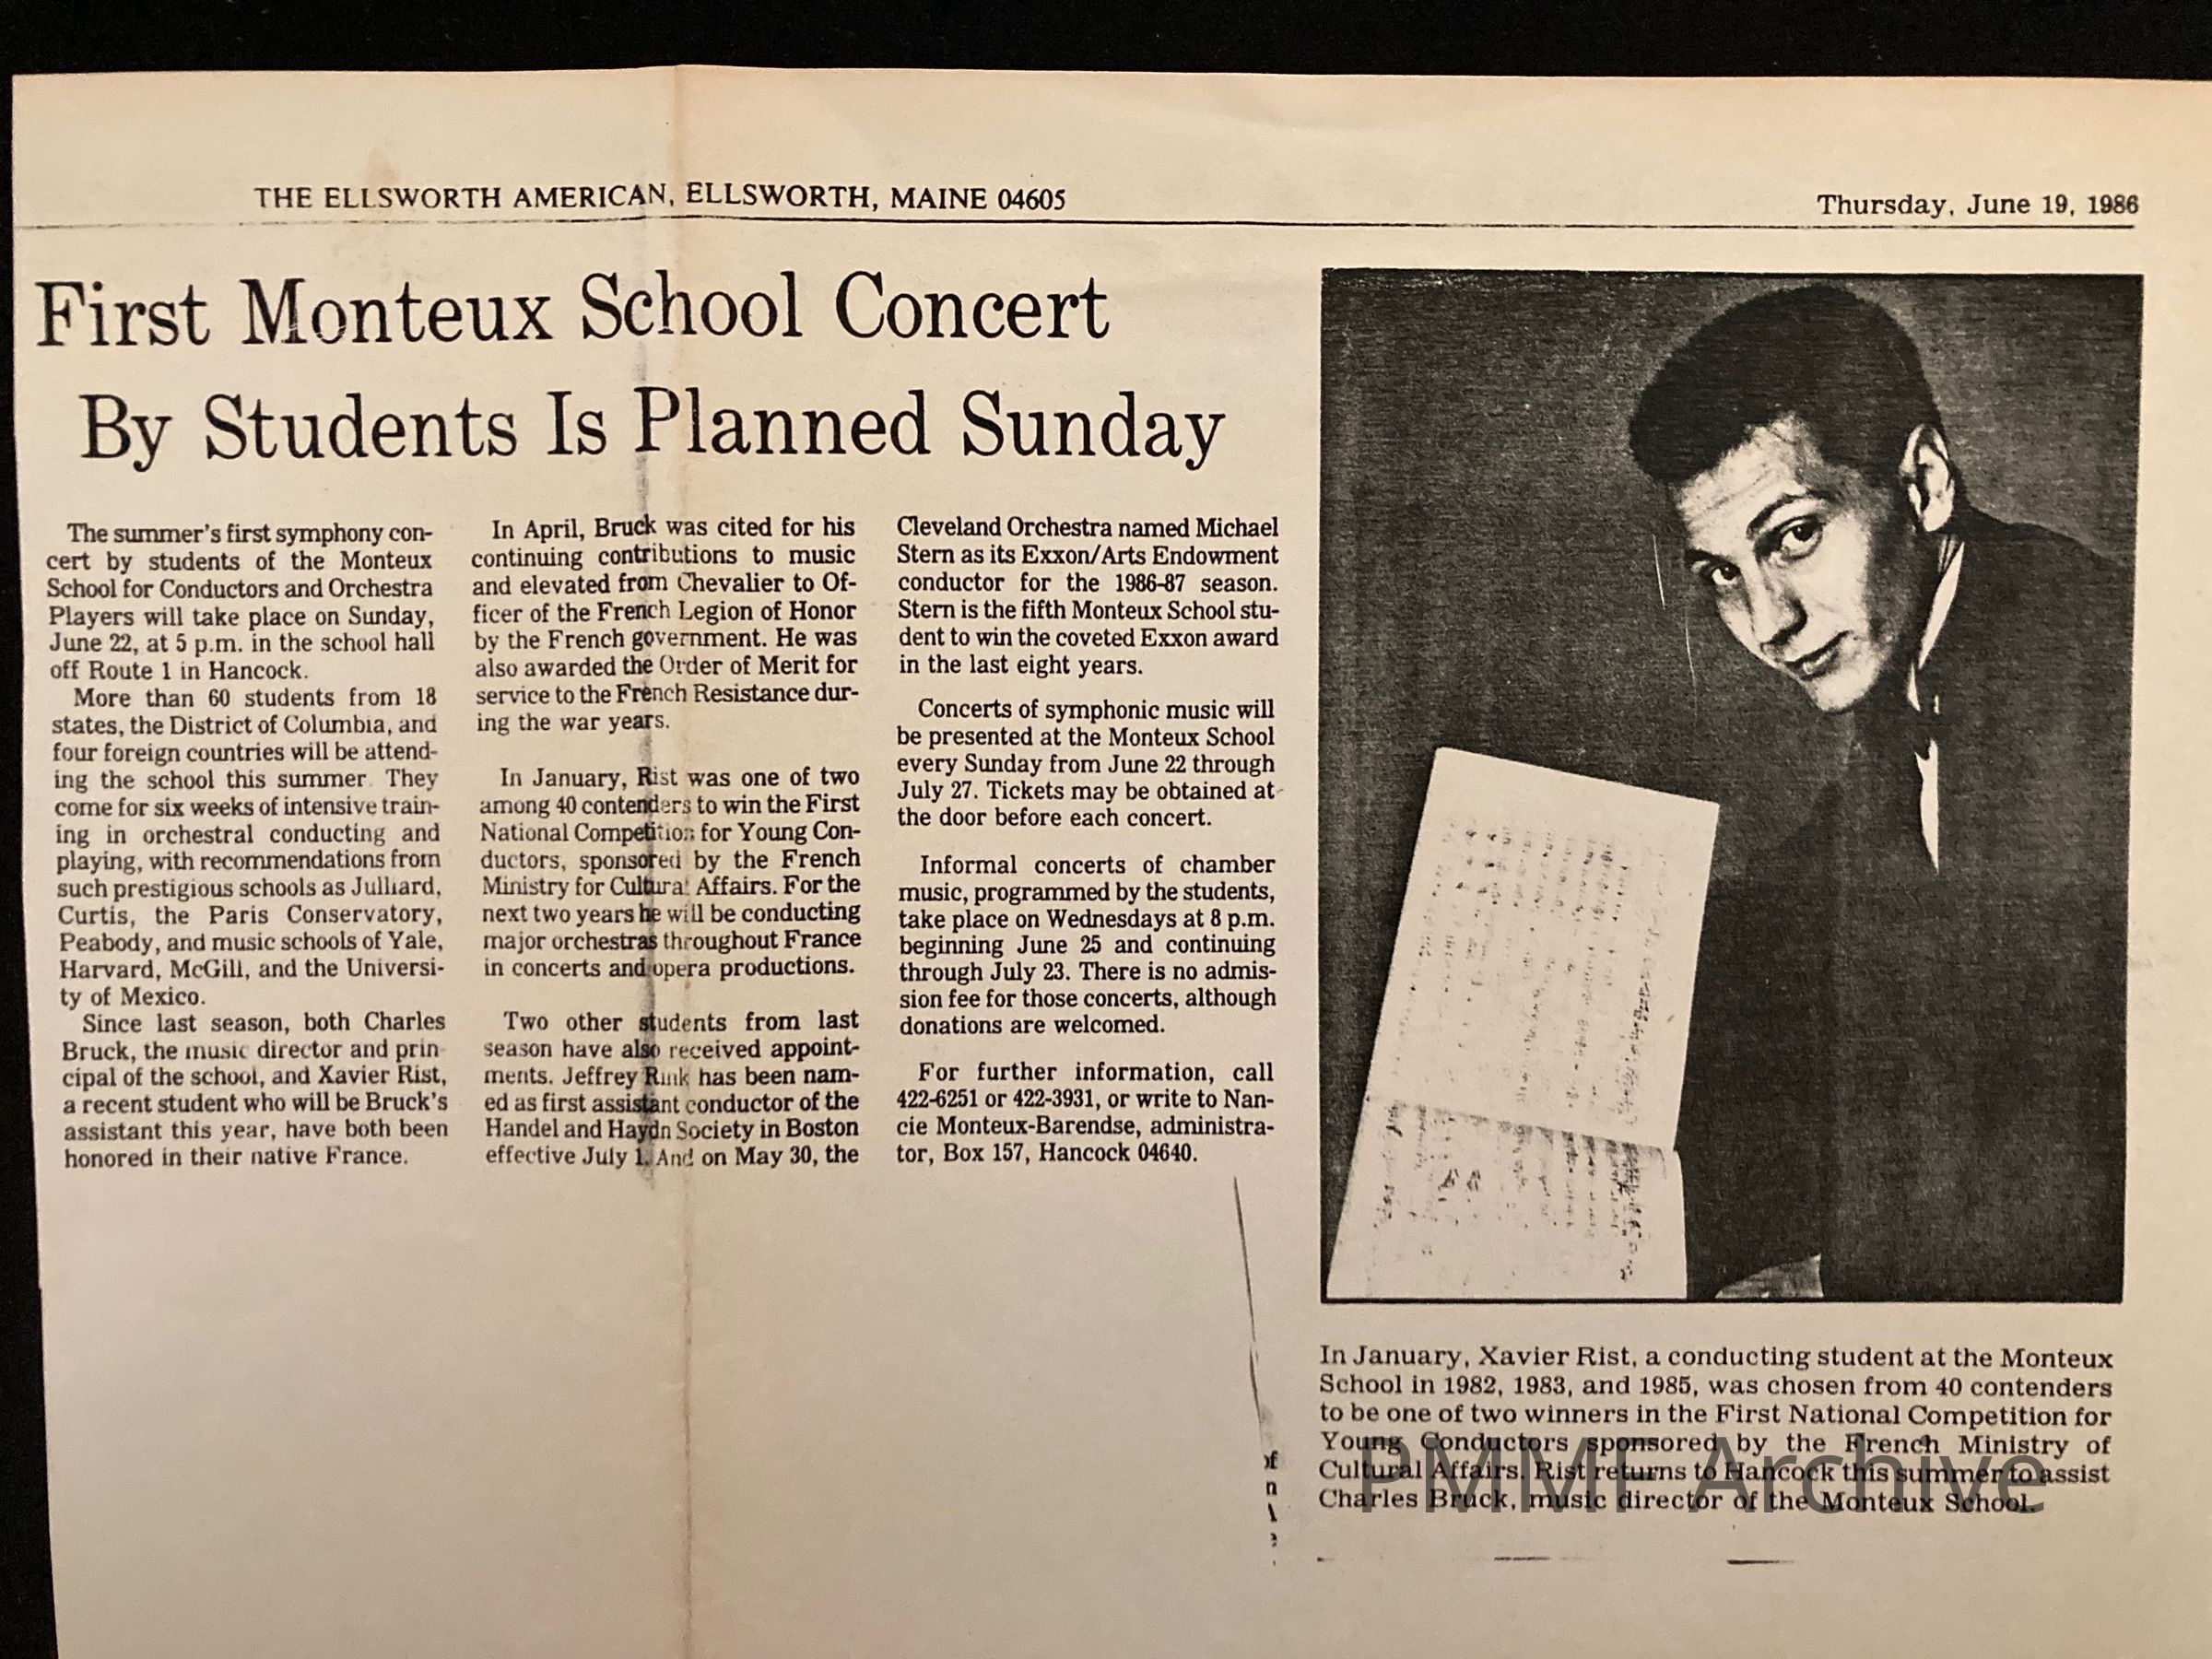 THE ELLSWORTH AMERICAN, ELLSWORTH, MAINE 04605
Thursday, June 19, 1986
First Monteux School Concert
By Students Is Planned Sunday
The summer's first symphony con-
cert by students of the Monteux
School for Conductors and Orchestra
Players will take place on Sunday,
June 22, at 5 p.m. in the school hall
off Route 1 in Hancock.
More than 60 students from 18
states, the District of Columbia, and
four foreign countries will be attend-
ing the school this summer. They
come for six weeks of intensive train-
ing in orchestral conducting and
playing, with recommendations from
such prestigious schools as Julliard,
Curtis, the Paris Conservatory,
Peabody, and music schools of Yale,
Harvard, McGill, and the Universi-
ty of Mexico.
Since last season, both Charles
Bruck, the music director and prin-
cipal of the school, and Xavier Rist,
a recent student who will be Bruck's
assistant this year, have both been
honored in their native France.
In April, Bruck was cited for his
continuing contributions to music
and elevated from Chevalier to Of-
ficer of the French Legion of Honor
by the French government. He was
also awarded the Order of Merit for
service to the French Resistance dur-
ing the war years.
In January, Rist was one of two
among 40 contenders to win the First
National Competition for Young Con-
ductors, sponsored by the French
Ministry for Cultural Affairs. For the
next two years he will be conducting
major orchestras throughout France
in concerts and opera productions.
Two other students from last
season have also received appoint-
ments. Jeffrey Rink has been nam-
ed as first assistant conductor of the
Handel and Haydn Society in Boston
effective July 1. And on May 30, the
Cleveland Orchestra named Michael
Stern as its Exxon/Arts Endowment
conductor for the 1986-87 season.
Stern is the fifth Monteux School stu-
dent to win the coveted Exxon award
in the last eight years.
Concerts of symphonic music will
be presented at the Monteux School
every Sunday from June 22 through
July 27. Tickets may be obtained at
the door before each concert.
Informal concerts of chamber
music, programmed by the students,
take place on Wednesdays at 8 p.m.
beginning June 25 and continuing
through July 23. There is no admis-
sion fee for those concerts, although
donations are welcomed.
For further information, call
422-6251 or 422-3931, or write to Nan-
cie Monteux-Barendse, administra-
tor, Box 157, Hancock 04640.
In January, Xavier Rist, a conducting student at the Monteux
School in 1982, 1983, and 1985, was chosen from 40 contenders
to be one of two winners in the First National Competition for
Young Conductors sponsored by the French Ministry of
Cultural Affairs. Rist returns to Hancock this summer to assist
Charles Bruck, music director of the Monteux School.
PMMF Archive